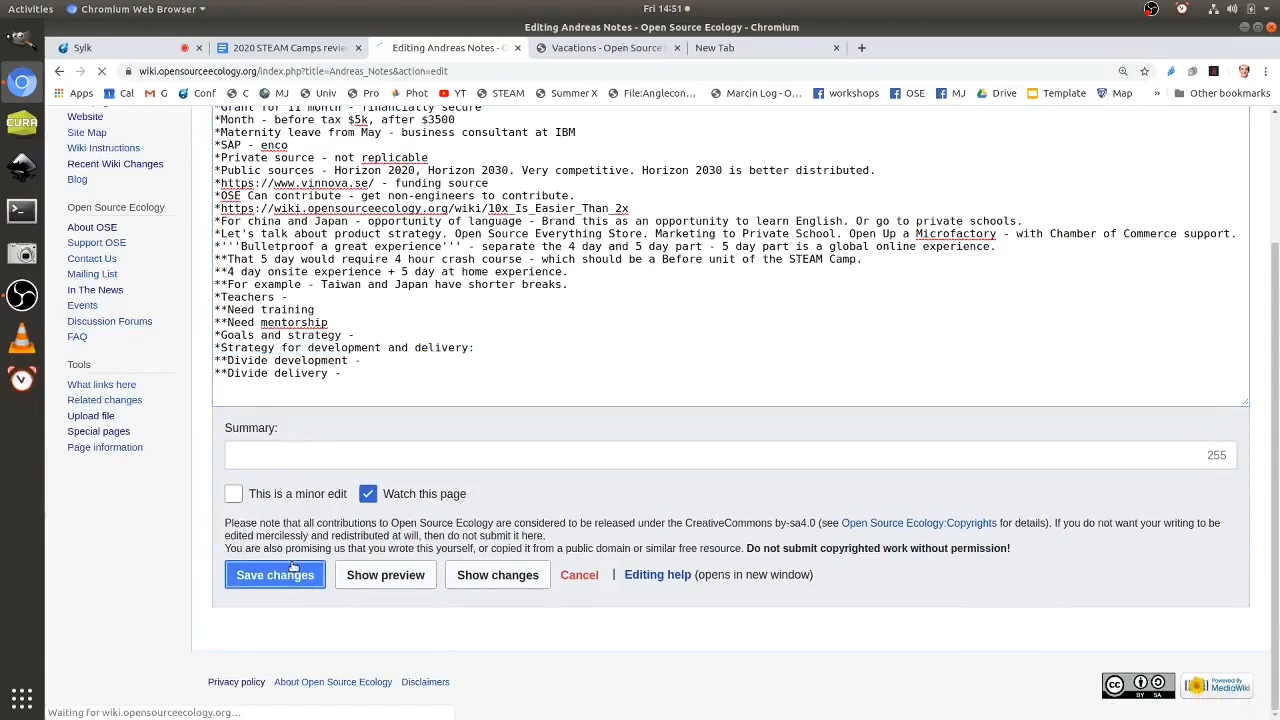 Activities
Chromium Web Browser
Fri 14:51
Editing Andreas Notes - Open Source Ecology - Chromium
Sylk
2020 STEAM Camps revie
Editing Andreas Notes - O
Vacations - Open Source
New Tab
wiki.opensourceecology.org/index.php?title=Andreas_Notes&action=edit
Apps
Cal
G
Conf
C
MJ
Univ
Pro
Phot
YT
STEAM
Summer X
File:Anglecon...
Marcin Log - O...
workshops
OSE
MJ
Drive
Template
Map
»
Other bookmarks
Website
Site Map
Wiki Instructions
Recent Wiki Changes
Blog
Open Source Ecology
About OSE
Support OSE
Contact Us
Mailing List
In The News
Events
Discussion Forums
FAQ
Tools
What links here
Related changes
Upload file
Special pages
Page information
*Grant for 11 month - financially secure
*Month - before tax $5k, after $3500
*Maternity leave from May - business consultant at IBM
*SAP - enco
*Private source - not replicable
*Public sources - Horizon 2020, Horizon 2030. Very competitive. Horizon 2030 is better distributed.
*https://www.vinnova.se/ - funding source
*OSE Can contribute - get non-engineers to contribute.
*https://wiki.opensourceecology.org/wiki/10x_Is_Easier_Than_2x
*For china and Japan - opportunity of language - Brand this as an opportunity to learn English. Or go to private schools.
*Let's talk about product strategy. Open Source Everything Store. Marketing to Private School. Open Up a Microfactory - with Chamber of Commerce support.
*'''Bulletproof a great experience''' - separate the 4 day and 5 day part - 5 day part is a global online experience.
**That 5 day would require 4 hour crash course - which should be a Before unit of the STEAM Camp.
**4 day onsite experience + 5 day at home experience.
**For example - Taiwan and Japan have shorter breaks.
*Teachers -
**Need training
**Need mentorship
*Goals and strategy -
*Strategy for development and delivery:
**Divide development -
**Divide delivery -
Summary:
255
This is a minor edit
Watch this page
Please note that all contributions to Open Source Ecology are considered to be released under the CreativeCommons by-sa4.0 (see Open Source Ecology:Copyrights for details). If you do not want your writing to be
edited mercilessly and redistributed at will, then do not submit it here.
You are also promising us that you wrote this yourself, or copied it from a public domain or similar free resource. Do not submit copyrighted work without permission!
Save changes
Show preview
Show changes
Cancel
|
Editing help (opens in new window)
Privacy policy
About Open Source Ecology
Disclaimers
CC
BY SA
Powered By
MediaWiki
Waiting for wiki.opensourceecology.org...
CURA